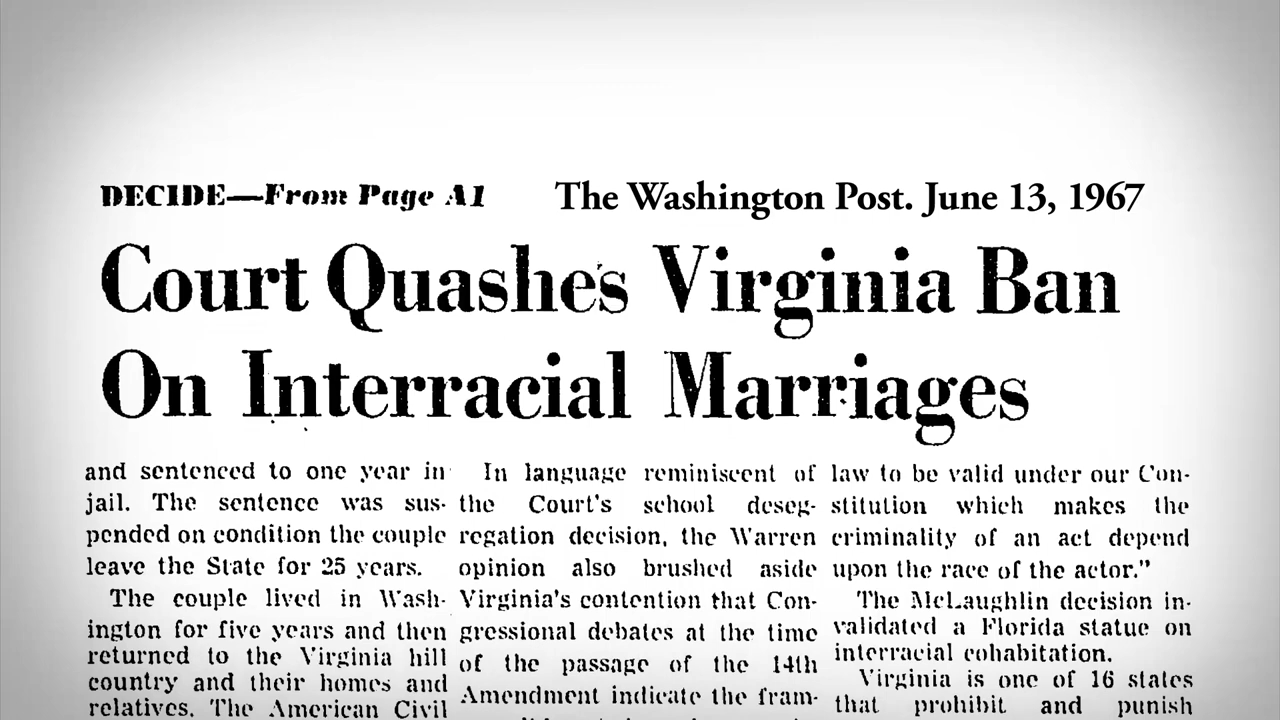 DECIDE—From Page A1
The Washington Post. June 13, 1967
Court Quashes Virginia Ban
On Interracial Marriages
and sentenced to one year in
jail. The sentence was sus-
pended on condition the couple
leave the State for 25 years.
The couple lived in Wash-
ington for five years and then
returned to the Virginia hill
country and their homes and
relatives. The American Civil
In language reminiscent of
the Court's school deseg-
regation decision, the Warren
opinion also brushed aside
Virginia's contention that Con-
gressional debates at the time
of the passage of the 14th
Amendment indicate the fram-
law to be valid under our Con-
stitution which makes the
criminality of an act depend
upon the race of the actor."
The McLaughlin decision in-
validated a Florida statue on
interracial cohabitation.
Virginia is one of 16 states
that prohibit and punish